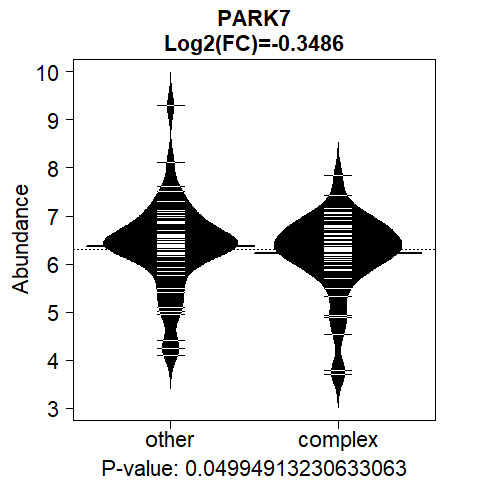 PARK7
Log2(FC)=-0.3486
10
9
8
7
6
5
4
3
Abundance
other complex
P-value: 0.04994913230633063